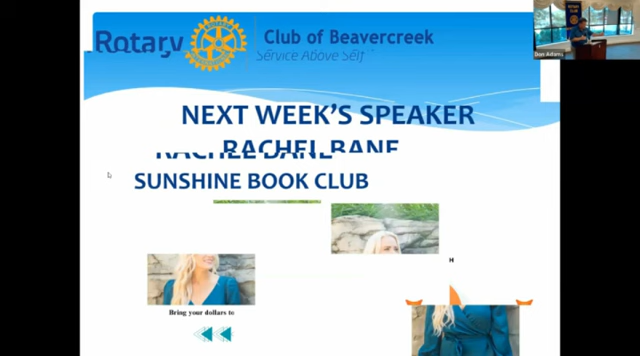 Rotary
Club of Beavercreek
Service Above Self
NEXT WEEK'S SPEAKER
RACHEL BANE
SUNSHINE BOOK CLUB
H
Bring your dollars to
Don Adams